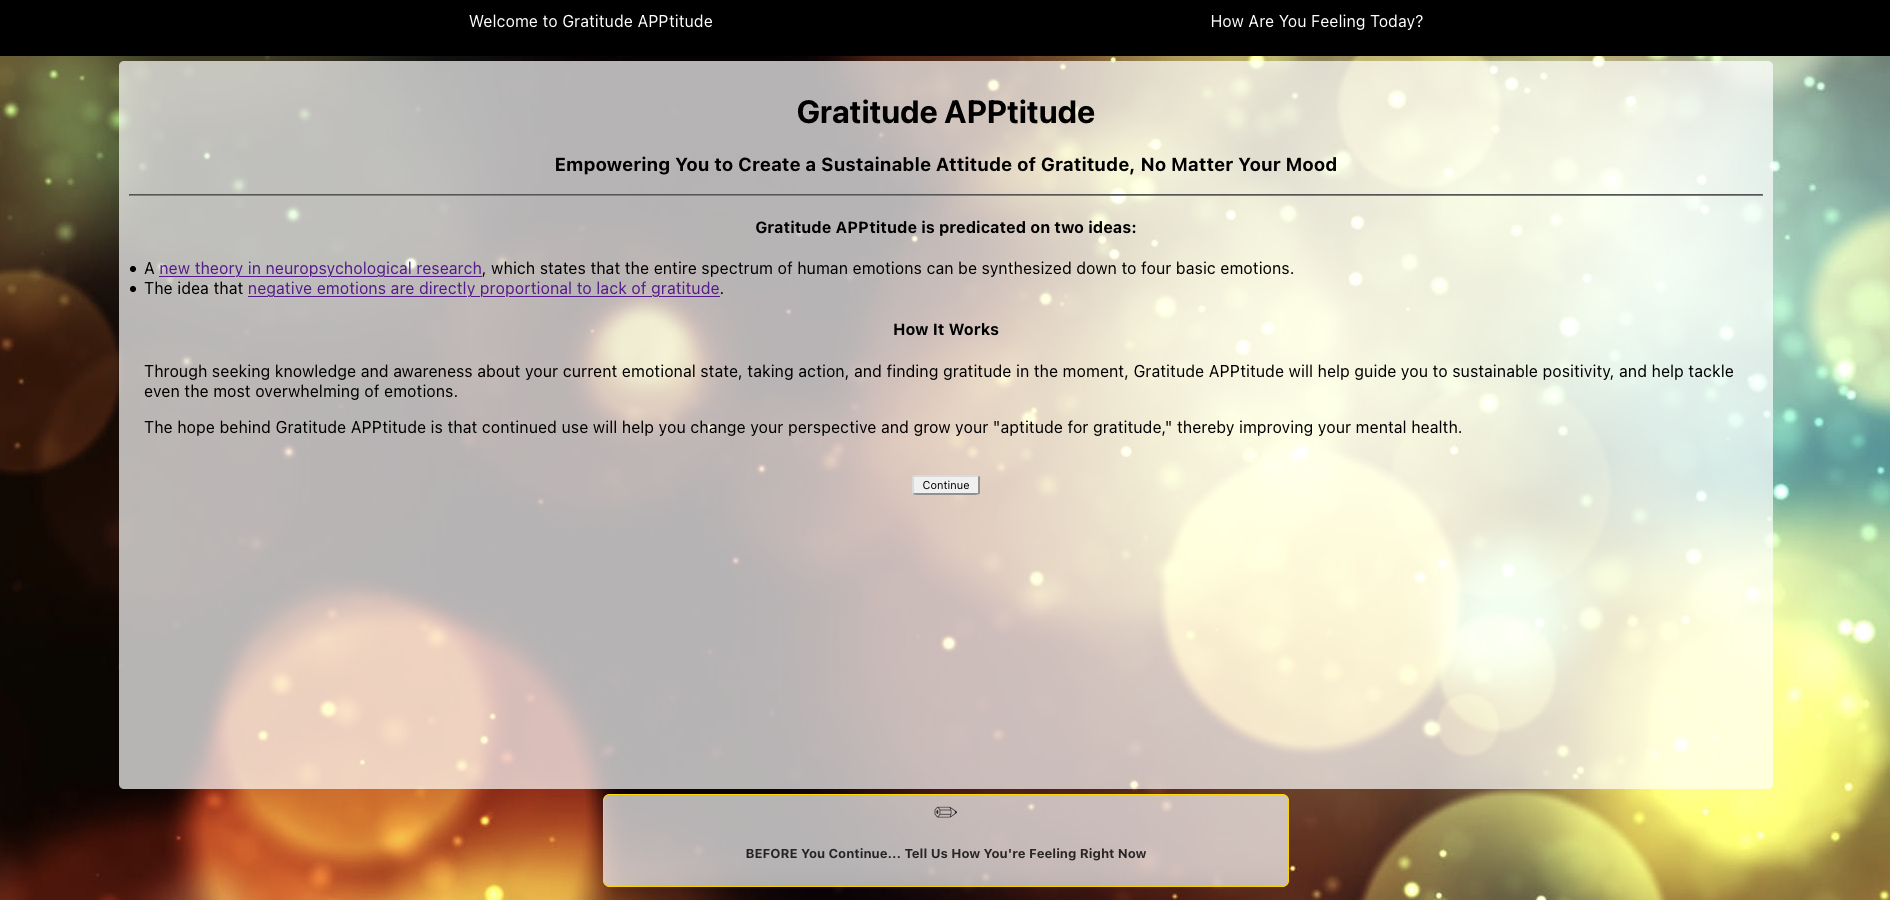 Welcome to Gratitude APPtitude
How Are You Feeling Today?
Gratitude APPtitude
Empowering You to Create a Sustainable Attitude of Gratitude, No Matter Your Mood
Gratitude APPtitude is predicated on two ideas:
• A new theory in neuropsychological research, which states that the entire spectrum of human emotions can be synthesized down to four basic emotions.
• The idea that negative emotions are directly proportional to lack of gratitude.
How It Works
Through seeking knowledge and awareness about your current emotional state, taking action, and finding gratitude in the moment, Gratitude APPtitude will help guide you to sustainable positivity, and help tackle
even the most overwhelming of emotions.
The hope behind Gratitude APPtitude is that continued use will help you change your perspective and grow your "aptitude for gratitude," thereby improving your mental health.
Continue
BEFORE You Continue... Tell Us How You're Feeling Right Now